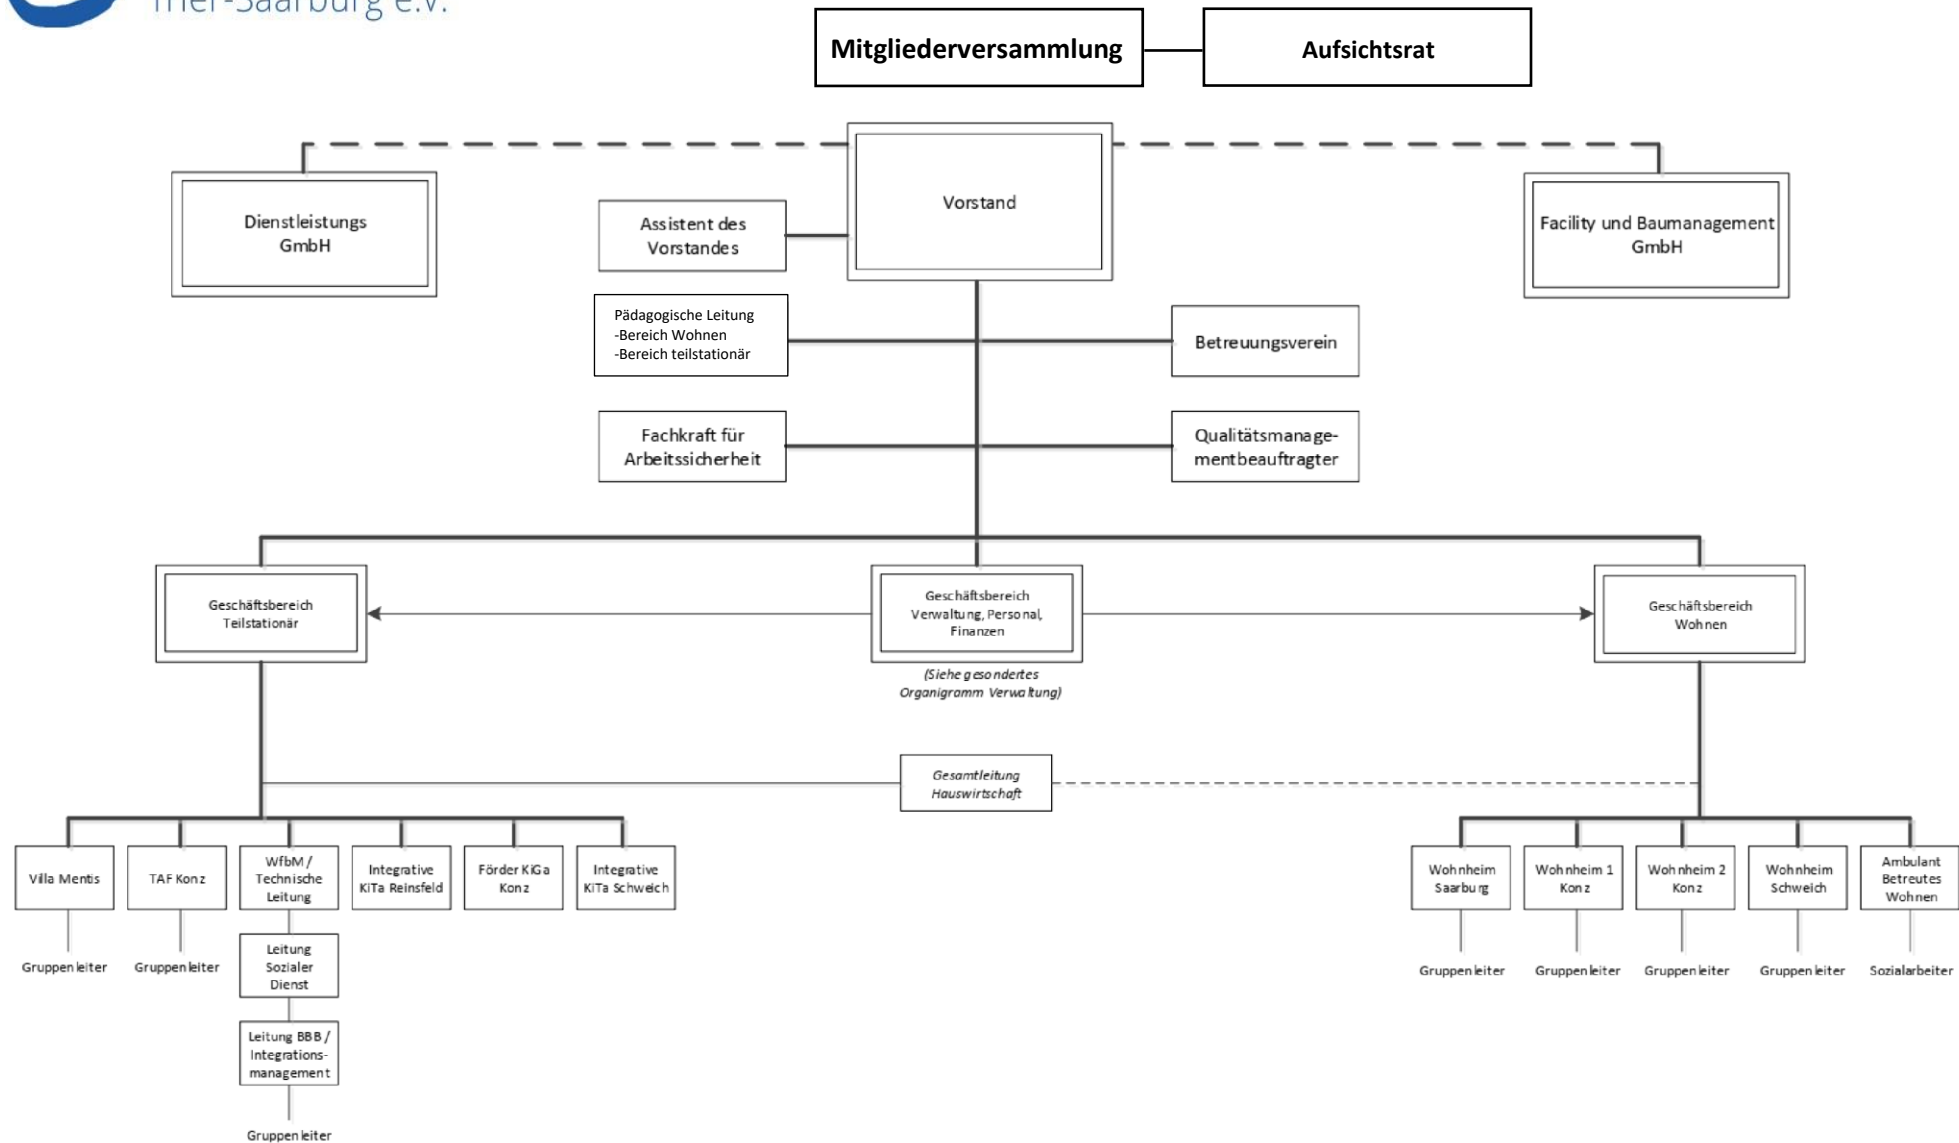 Trier-Saarburg e.V.
Mitgliederversammlung
Aufsichtsrat
Vorstand
Dienstleistungs
GmbH
Assistent des
Vorstandes
Facility und Baumanagement
GmbH
Pädagogische Leitung
-Bereich Wohnen
-Bereich teilstationär
Betreuungsverein
Fachkraft für
Arbeitssicherheit
Qualitätsmanage-
mentbeauftragter
Geschäftsbereich
Teilstationär
Geschäftsbereich
Verwaltung, Personal,
Finanzen
Geschäftsbereich
Wohnen
(Siehe gesondertes
Organigramm Verwaltung)
Gesamtleitung
Hauswirtschaft
Villa Mentis
TAF Konz
WfbM /
Technische
Leitung
Integrative
KiTa Reinsfeld
Förder KiGa
Konz
Integrative
KiTa Schweich
Wohnheim
Saarburg
Wohnheim 1
Konz
Wohnheim 2
Konz
Wohnheim
Schweich
Ambulant
Betreutes
Wohnen
Gruppenleiter
Gruppenleiter
Leitung
Sozialer
Dienst
Gruppenleiter
Gruppenleiter
Gruppenleiter
Gruppenleiter
Sozialarbeiter
Leitung BBB /
Integrations-
management
Gruppenleiter